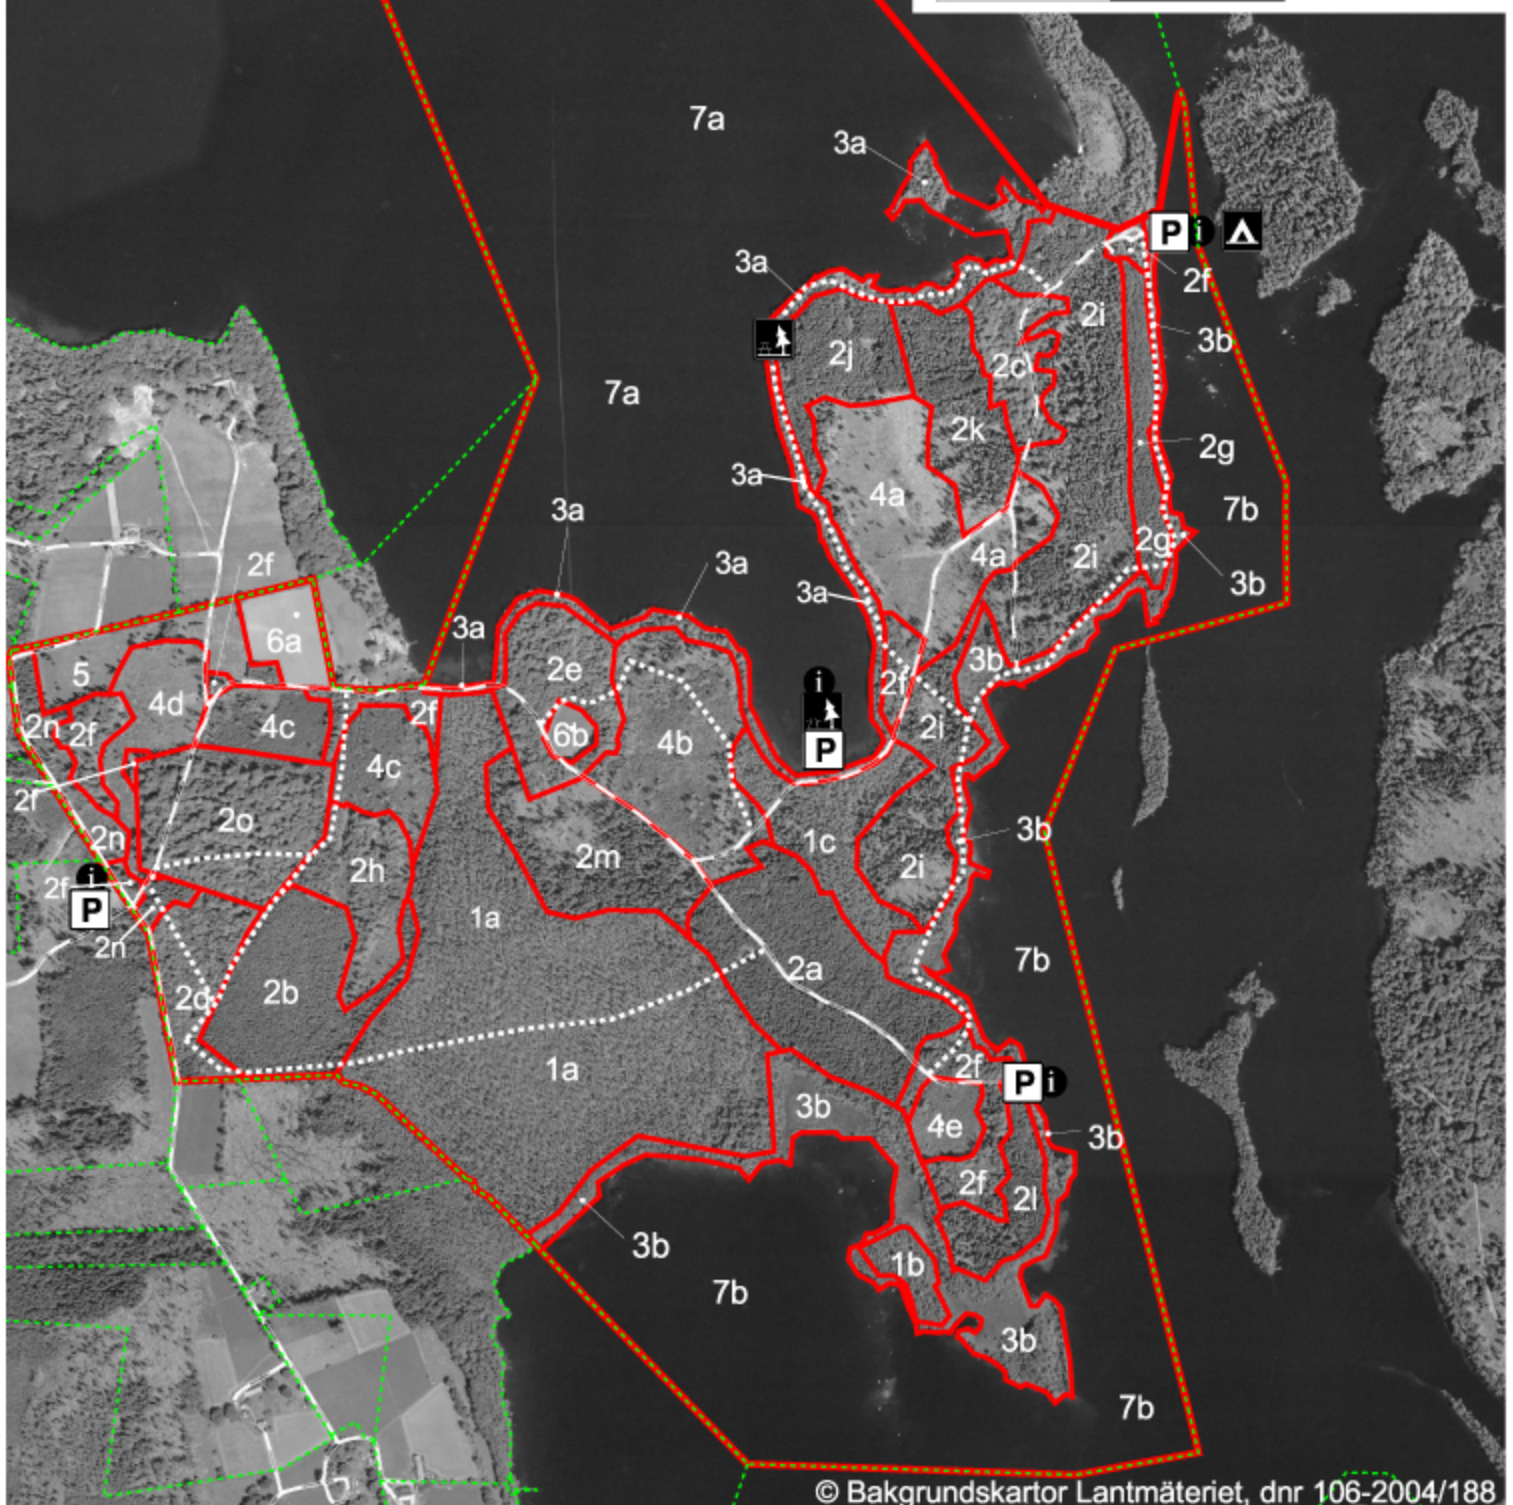 7a
3a
P i
2f
3a
2i
3b
2j
2c
7a
2k
2g
3a
4a
7b
3a
2g
4a
2i
3a
2f
3b
3a
3a
6a
i
3b
2e
5
4d
2f
2n
2f
4c
2f
6b
4b
2i
P
4c
2f
2o
2n
1c
3b
2m
2i
2h
i
2f
P
1a
2n
7b
2a
2d
2b
2f
1a
P i
3b
4e
3b
2f
2l
3b
1b
7b
3b
7b
© Bakgrundskartor Lantmäteriet, dnr 106-2004/188